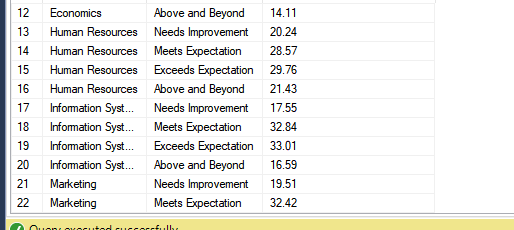 12 Economics Above and Beyond 14.11
13 Human Resources Needs Improvement 20.24
14 Human Resources Meets Expectation 28.57
15 Human Resources Exceeds Expectation 29.76
16 Human Resources Above and Beyond 21.43
17 Information Syst... Needs Improvement 17.55
18 Information Syst... Meets Expectation 32.84
19 Information Syst... Exceeds Expectation 33.01
20 Information Syst... Above and Beyond 16.59
21 Marketing Needs Improvement 19.51
22 Marketing Meets Expectation 32.42
Query executed successfully